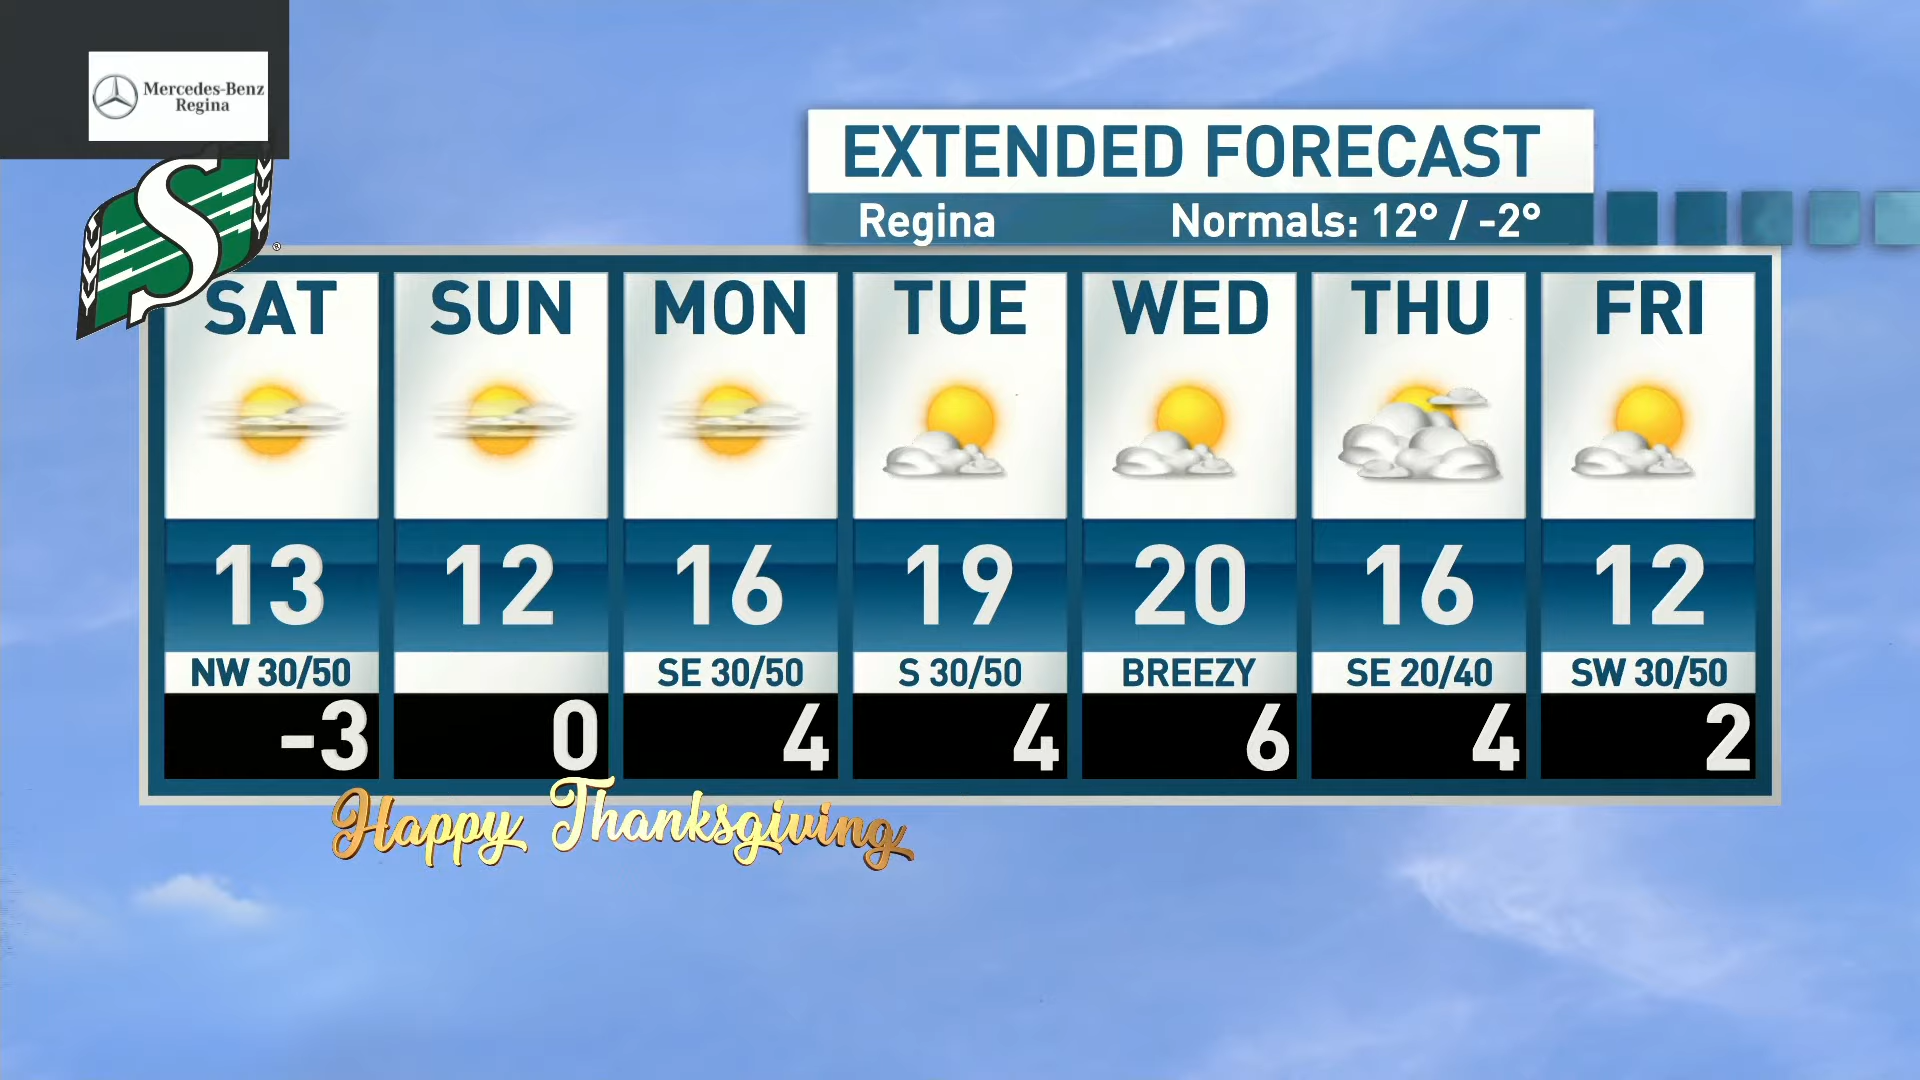 Mercedes-Benz
Regina
S
®
EXTENDED FORECAST
Regina Normals: 12° / -2°
SAT SUN MON TUE WED THU FRI
13 12 16 19 20 16 12
NW 30/50 SE 30/50 S 30/50 BREEZY SE 20/40 SW 30/50
-3 0 4 4 6 4 2
Happy Thanksgiving